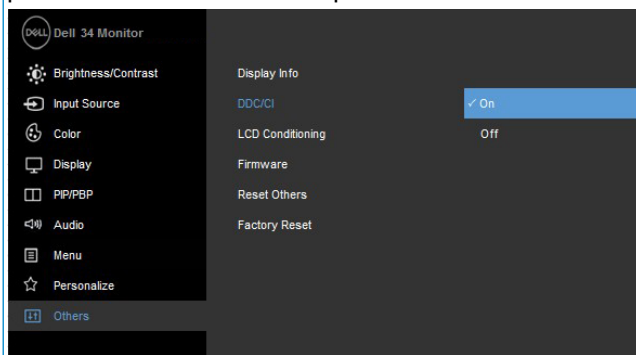 DELL Dell 34 Monitor
Brightness/Contrast
Input Source
Color
Display
PIP/PBP
Audio
Menu
Personalize
Others
Display Info
DDC/CI
LCD Conditioning
Firmware
Reset Others
Factory Reset
✓ On
Off